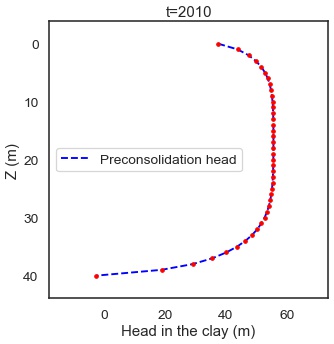 t=2010
Z (m)
0
10
20
30
40
Preconsolidation head
0 20 40 60
Head in the clay (m)